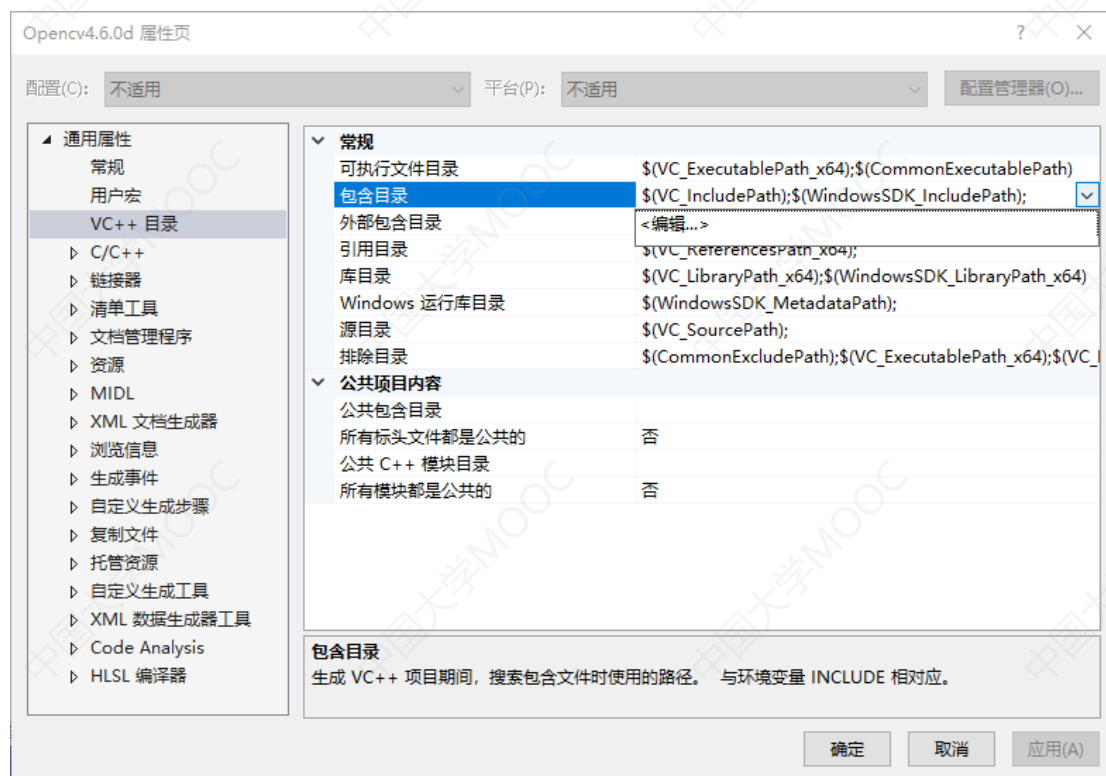 Opencv4.6.0d 属性页
配置(C): 不适用 平台(P): 不适用 配置管理器(O)...
通用属性
常规
用户宏
VC++ 目录
C/C++
链接器
清单工具
文档管理程序
资源
MIDL
XML 文档生成器
浏览信息
生成事件
自定义生成步骤
复制文件
托管资源
自定义生成工具
XML 数据生成器工具
Code Analysis
HLSL 编译器
常规
可执行文件目录 $(VC_ExecutablePath_x64);$(CommonExecutablePath)
包含目录 $(VC_IncludePath);$(WindowsSDK_IncludePath);
外部包含目录 <编辑...>
引用目录 $(VC_ReferencesPath_x64);
库目录 $(VC_LibraryPath_x64);$(WindowsSDK_LibraryPath_x64)
Windows 运行库目录 $(WindowsSDK_MetadataPath);
源目录 $(VC_SourcePath);
排除目录 $(CommonExcludePath);$(VC_ExecutablePath_x64);$(VC_
公共项目内容
公共包含目录
所有标头文件都是公共的 否
公共 C++ 模块目录
所有模块都是公共的 否
包含目录
生成 VC++ 项目期间，搜索包含文件时使用的路径。 与环境变量 INCLUDE 相对应。
确定 取消 应用(A)
中国大学MOOC